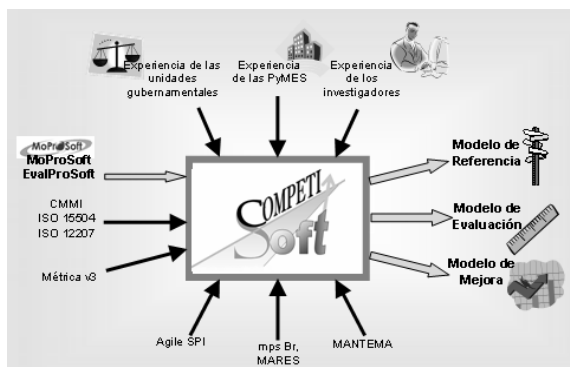 Experiencia de las
unidades
gubernamentales
Experiencia
de las PyMES
Experiencia
de los
investigadores
MoProSoft
MoProSoft
EvalProSoft
CMMI
ISO 15504
ISO 12207
Métrica v3
COMPETI
Soft
Modelo de
Referencia
Modelo de
Evaluación
Modelo de
Mejora
Agile SPI
mps Br,
MARES
MANTEMA